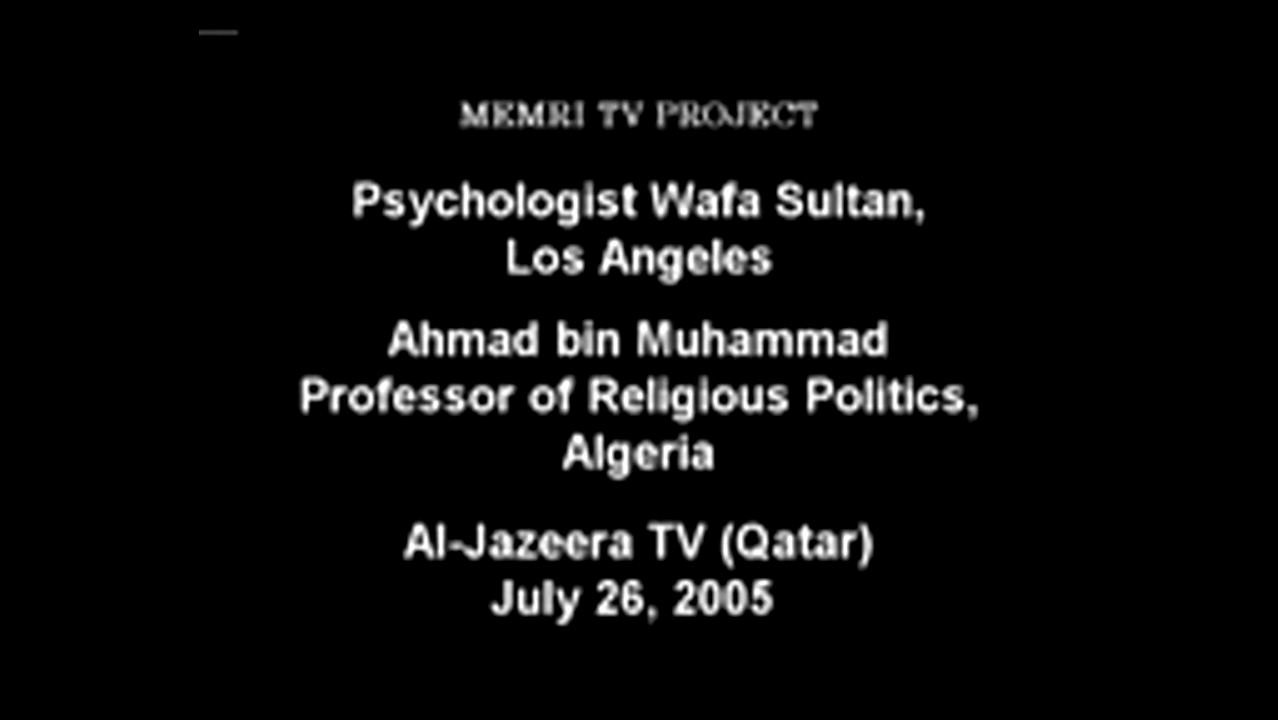 MEMRI TV PROJECT
Psychologist Wafa Sultan,
Los Angeles
Ahmad bin Muhammad
Professor of Religious Politics,
Algeria
Al-Jazeera TV (Qatar)
July 26, 2005